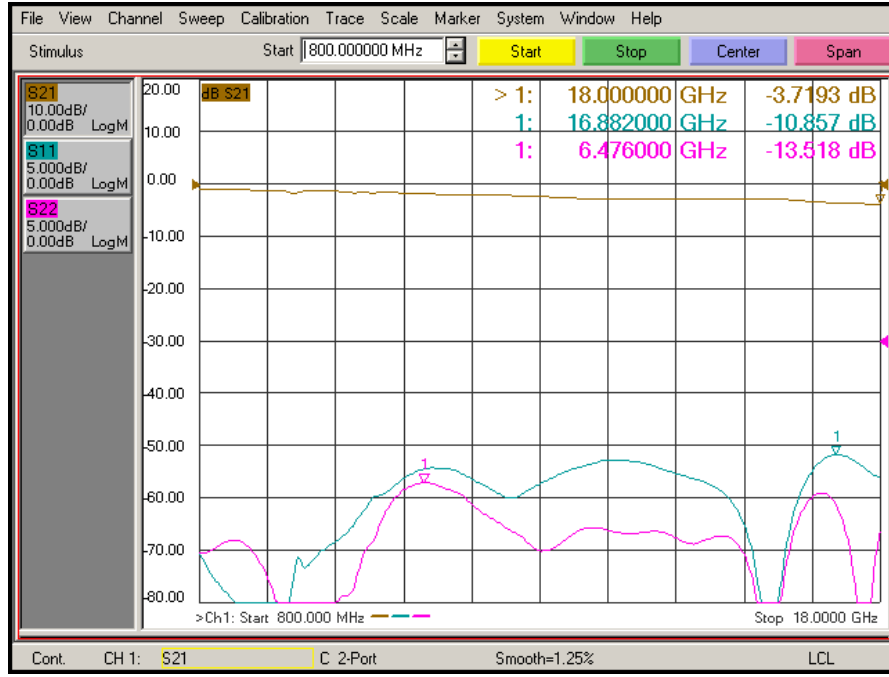 File View Channel Sweep Calibration Trace Scale Marker System Window Help
Stimulus Start 800.000000 MHz Start Stop Center Span
S21
10.00dB/
0.00dB LogM
S11
5.000dB/
0.00dB LogM
S22
5.000dB/
0.00dB LogM
20.00
10.00
0.00
-10.00
-20.00
-30.00
-40.00
-50.00
-60.00
-70.00
-80.00
dB S21
> 1: 18.000000 GHz -3.7193 dB
1: 16.882000 GHz -10.857 dB
1: 6.476000 GHz -13.518 dB
1
1
>Ch1: Start 800.000 MHz Stop 18.0000 GHz
Cont. CH 1: S21 C 2-Port Smooth=1.25% LCL